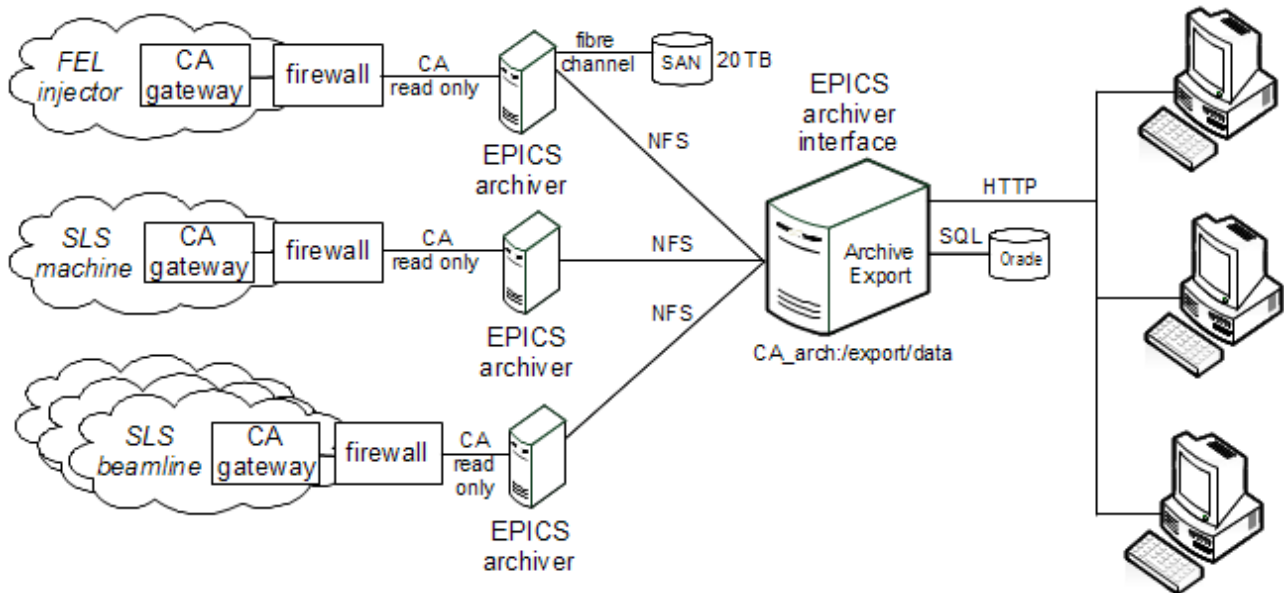 FEL
injector
CA
gateway
firewall
CA
read only
EPICS
archiver
fibre
channel
SAN
20 TB
NFS
SLS
machine
CA
gateway
firewall
CA
read only
EPICS
archiver
NFS
SLS
beamline
CA
gateway
firewall
CA
read
only
EPICS
archiver
NFS
EPICS
archiver
interface
Archive
Export
CA_arch:/export/data
HTTP
SQL
Oracle